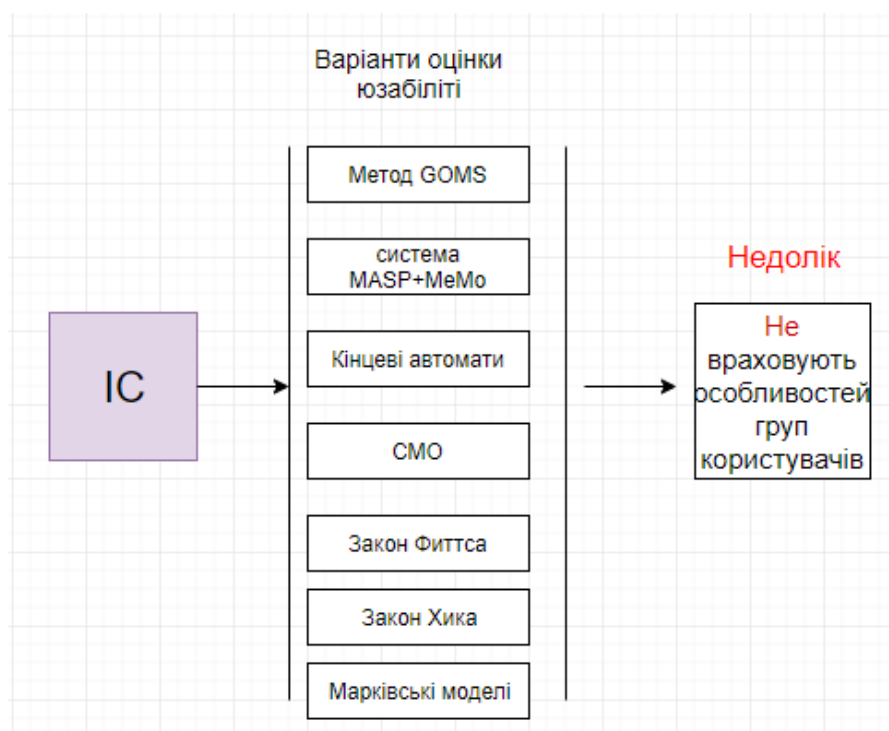 Варіанти оцінки
юзабіліті
Метод GOMS
система
MASP+MeMo
Кінцеві автомати
СМО
Закон Фиттса
Закон Хика
Марківські моделі
ІС
Недолік
Не
враховують
особливостей
груп
користувачів